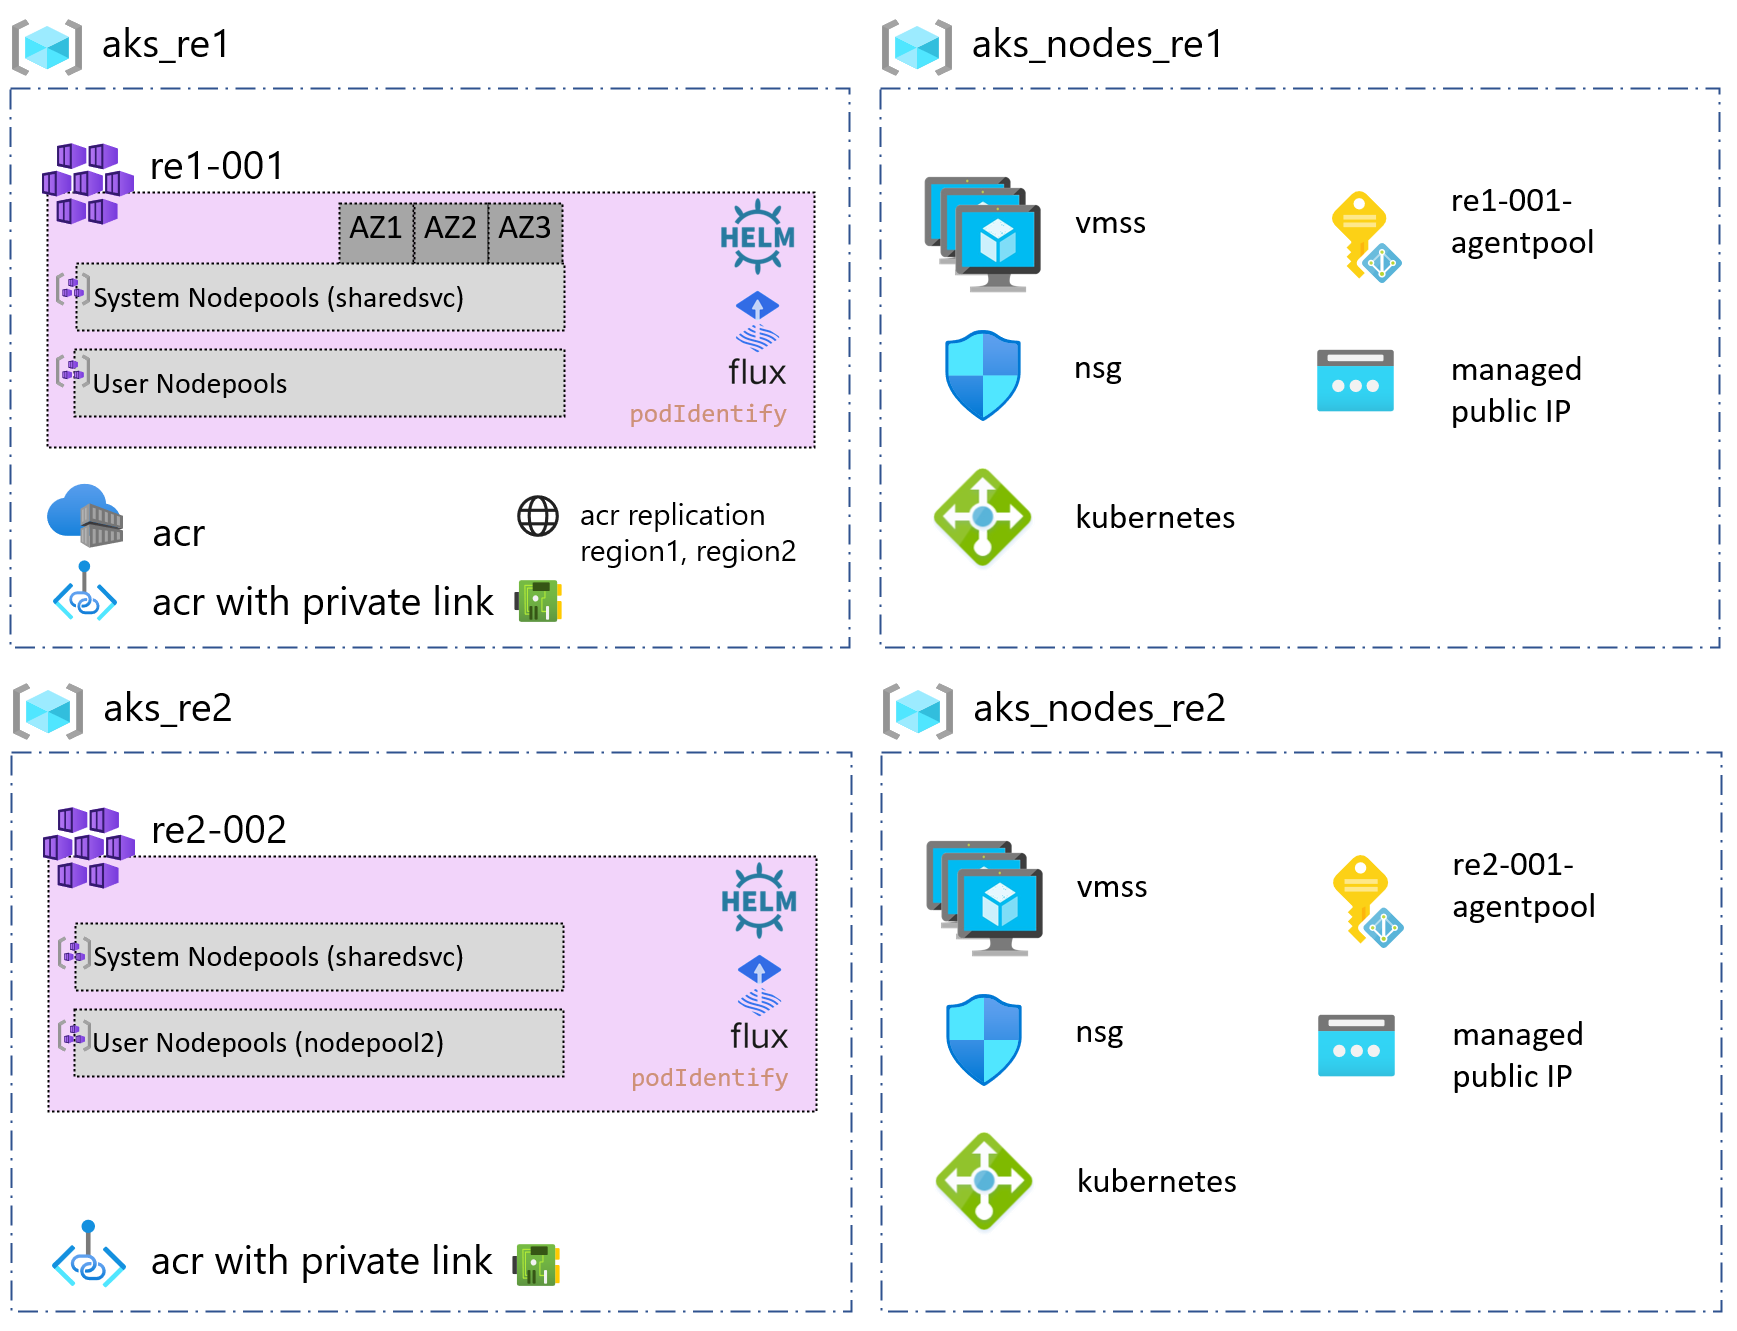 aks_re1
re1-001
AZ1 AZ2 AZ3
System Nodepools (sharedsvc)
User Nodepools
HELM
flux
podIdentify
acr
acr replication
region1, region2
acr with private link
aks_nodes_re1
vmss
re1-001-
agentpool
nsg
managed
public IP
kubernetes
aks_re2
re2-002
System Nodepools (sharedsvc)
User Nodepools (nodepool2)
HELM
flux
podIdentify
acr with private link
aks_nodes_re2
vmss
re2-001-
agentpool
nsg
managed
public IP
kubernetes